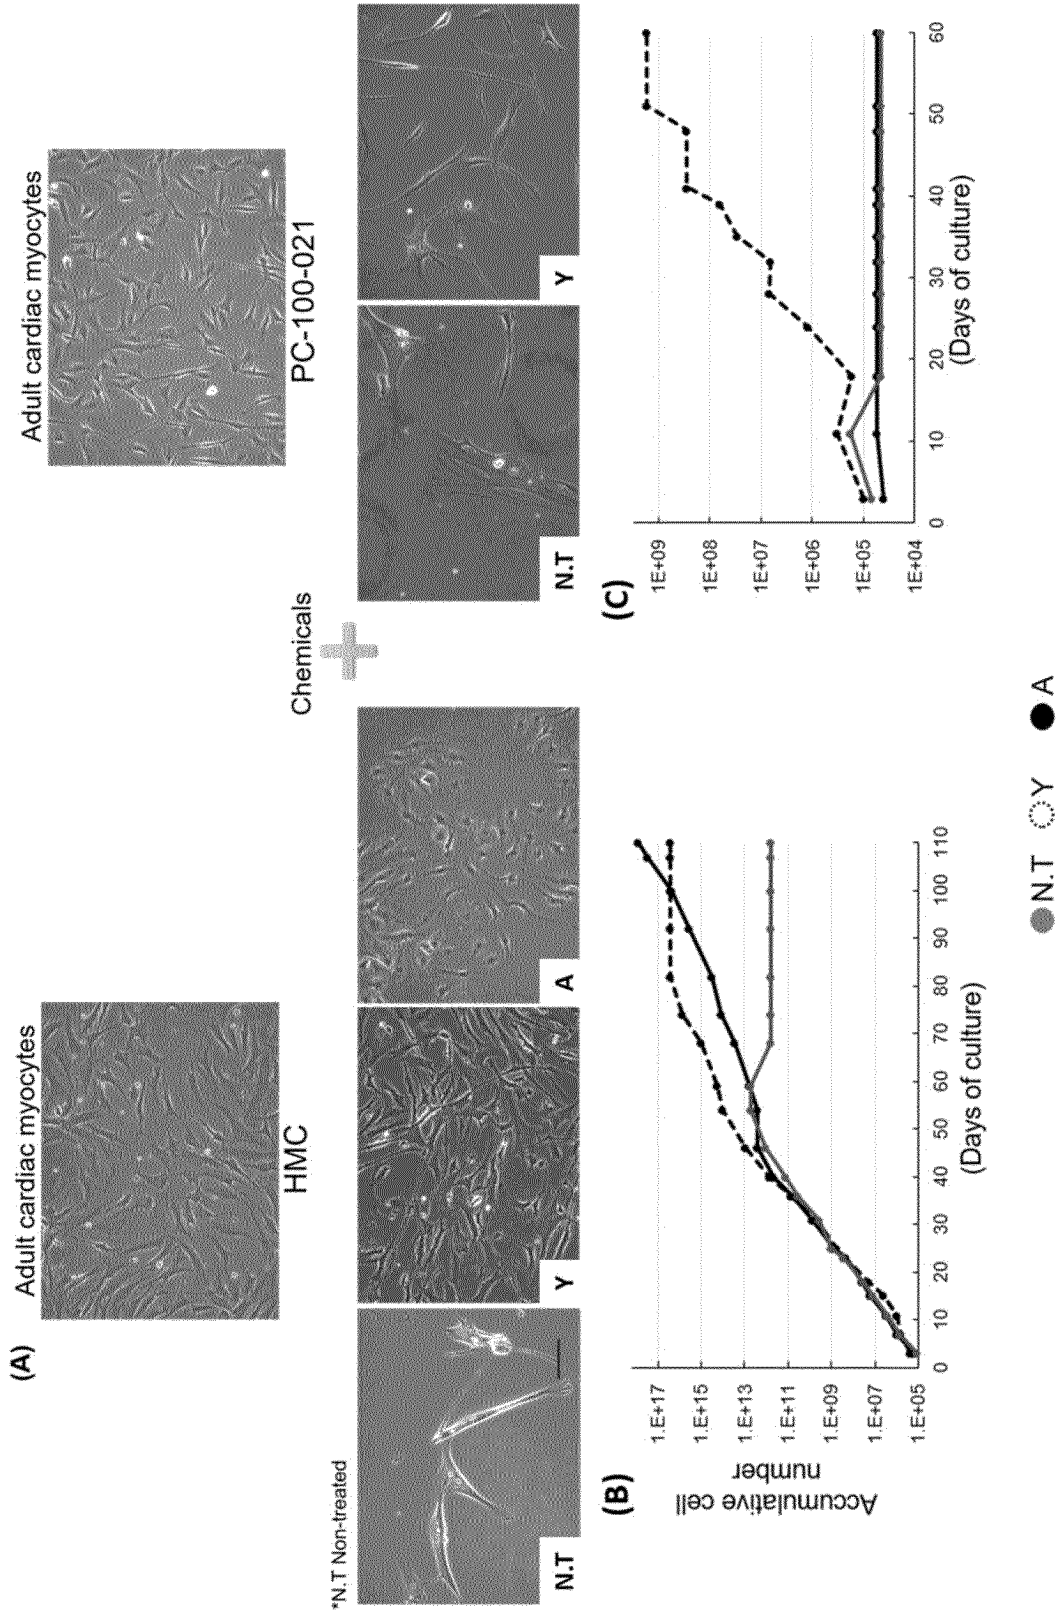 (A)
Adult cardiac myocytes
HMC
Adult cardiac myocytes
PC-100-021
Chemicals
*N.T Non-treated
N.T
Y
A
N.T
Y
(B)
Accumulative cell
number
1.E+17
1.E+15
1.E+13
1.E+11
1.E+09
1.E+07
1.E+05
0 10 20 30 40 50 60 70 80 90 100 110
(Days of culture)
(C)
1E+09
1E+08
1E+07
1E+06
1E+05
1E+04
0 10 20 30 40 50 60
(Days of culture)
N.T Y A